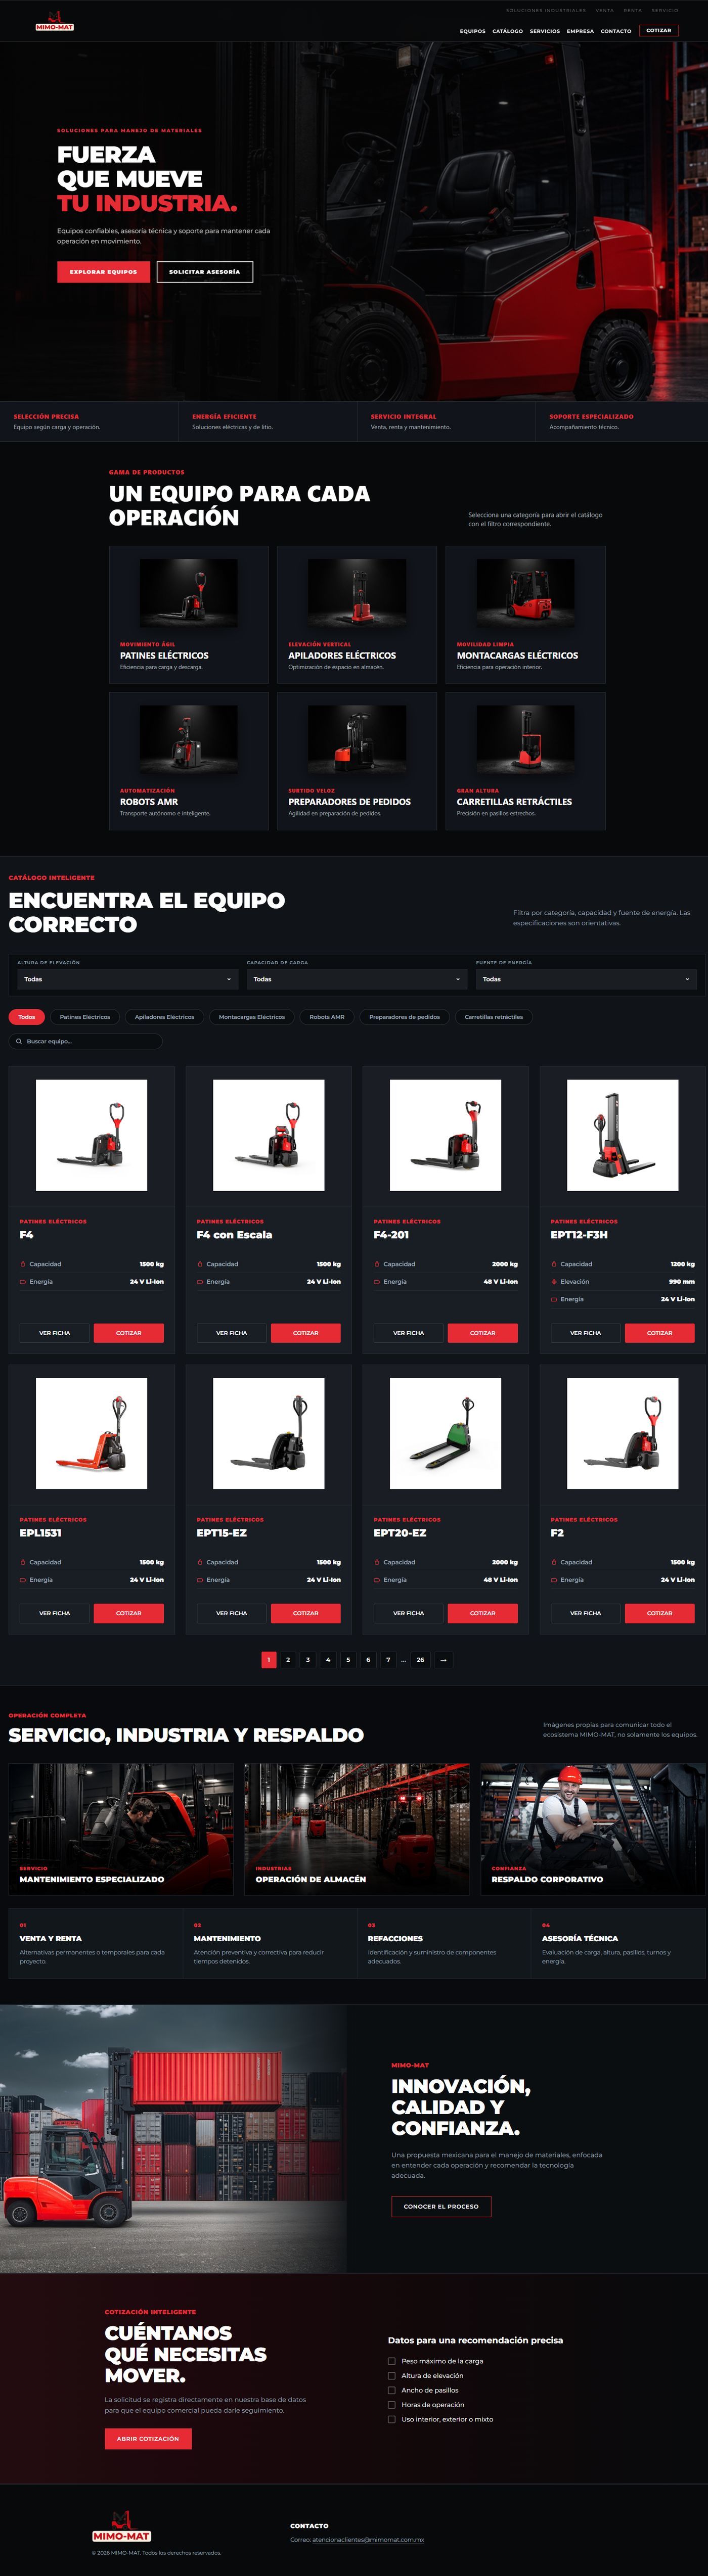 MIMO-MAT
SOLUCIONES INDUSTRIALES VENTA RENTA SERVICIO
EQUIPOS CATÁLOGO SERVICIOS EMPRESA CONTACTO COTIZAR
SOLUCIONES PARA MANEJO DE MATERIALES
FUERZA
QUE MUEVE
TU INDUSTRIA.
Equipos confiables, asesoría técnica y soporte para mantener cada
operación en movimiento.
EXPLORAR EQUIPOS SOLICITAR ASESORÍA
SELECCIÓN PRECISA
Equipo según carga y operación.
ENERGÍA EFICIENTE
Soluciones eléctricas y de litio.
SERVICIO INTEGRAL
Venta, renta y mantenimiento.
SOPORTE ESPECIALIZADO
Acompañamiento técnico.
GAMA DE PRODUCTOS
UN EQUIPO PARA CADA
OPERACIÓN
Selecciona una categoría para abrir el catálogo
con el filtro correspondiente.
MOVIMIENTO ÁGIL
PATINES ELÉCTRICOS
Eficiencia para carga y descarga.
ELEVACIÓN VERTICAL
APILADORES ELÉCTRICOS
Optimización de espacio en almacén.
MOVILIDAD LIMPIA
MONTACARGAS ELÉCTRICOS
Eficiencia para operación interior.
AUTOMATIZACIÓN
ROBOTS AMR
Transporte autónomo e inteligente.
SURTIDO VELOZ
PREPARADORES DE PEDIDOS
Agilidad en preparación de pedidos.
GRAN ALTURA
CARRETILLAS RETRÁCTILES
Precisión en pasillos estrechos.
CATÁLOGO INTELIGENTE
ENCUENTRA EL EQUIPO
CORRECTO
Filtra por categoría, capacidad y fuente de energía. Las
especificaciones son orientativas.
ALTURA DE ELEVACIÓN
Todas
CAPACIDAD DE CARGA
Todas
FUENTE DE ENERGÍA
Todas
Todos Patines Eléctricos Apiladores Eléctricos Montacargas Eléctricos Robots AMR Preparadores de pedidos Carretillas retráctiles
Buscar equipo...
PATINES ELÉCTRICOS
F4
Capacidad 1500 kg
Energía 24 V Li-Ion
VER FICHA COTIZAR
PATINES ELÉCTRICOS
F4 con Escala
Capacidad 1500 kg
Energía 24 V Li-Ion
VER FICHA COTIZAR
PATINES ELÉCTRICOS
F4-201
Capacidad 2000 kg
Energía 48 V Li-Ion
VER FICHA COTIZAR
PATINES ELÉCTRICOS
EPT12-F3H
Capacidad 1200 kg
Elevación 990 mm
Energía 24 V Li-Ion
VER FICHA COTIZAR
PATINES ELÉCTRICOS
EPL1531
Capacidad 1500 kg
Energía 24 V Li-Ion
VER FICHA COTIZAR
PATINES ELÉCTRICOS
EPT15-EZ
Capacidad 1500 kg
Energía 24 V Li-Ion
VER FICHA COTIZAR
PATINES ELÉCTRICOS
EPT20-EZ
Capacidad 2000 kg
Energía 48 V Li-Ion
VER FICHA COTIZAR
PATINES ELÉCTRICOS
F2
Capacidad 1500 kg
Energía 24 V Li-Ion
VER FICHA COTIZAR
1 2 3 4 5 6 7 ... 26 →
OPERACIÓN COMPLETA
SERVICIO, INDUSTRIA Y RESPALDO
Imágenes propias para comunicar todo el
ecosistema MIMO-MAT, no solamente los equipos.
SERVICIO
MANTENIMIENTO ESPECIALIZADO
INDUSTRIAS
OPERACIÓN DE ALMACÉN
CONFIANZA
RESPALDO CORPORATIVO
01
VENTA Y RENTA
Alternativas permanentes o temporales para cada
proyecto.
02
MANTENIMIENTO
Atención preventiva y correctiva para reducir
tiempos detenidos.
03
REFACCIONES
Identificación y suministro de componentes
adecuados.
04
ASESORÍA TÉCNICA
Evaluación de carga, altura, pasillos, turnos y
energía.
MIMO-MAT
INNOVACIÓN,
CALIDAD Y
CONFIANZA.
Una propuesta mexicana para el manejo de materiales, enfocada
en entender cada operación y recomendar la tecnología
adecuada.
CONOCER EL PROCESO
COTIZACIÓN INTELIGENTE
CUÉNTANOS
QUÉ NECESITAS
MOVER.
La solicitud se registra directamente en nuestra base de datos
para que el equipo comercial pueda darle seguimiento.
ABRIR COTIZACIÓN
Datos para una recomendación precisa
Peso máximo de la carga
Altura de elevación
Ancho de pasillos
Horas de operación
Uso interior, exterior o mixto
MIMO-MAT
© 2026 MIMO-MAT. Todos los derechos reservados.
CONTACTO
Correo: atencionaclientes@mimomat.com.mx